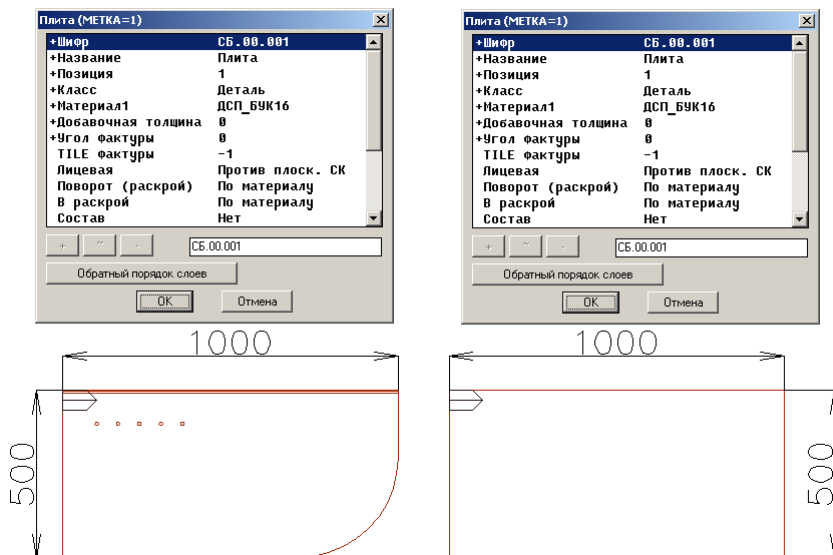 Плита (МЕТКА=1)
+Шифр СБ.00.001
+Название Плита
+Позиция 1
+Класс Деталь
+Материал1 ДСП_БУК16
+Добавочная толщина 0
+Угол фактуры 0
TILE фактуры -1
Лицевая Против плоск. СК
Поворот (раскрой) По материалу
В раскрой По материалу
Состав Нет
+ ~ - СБ.00.001
Обратный порядок слоев
OK Отмена
1000
500
Плита (МЕТКА=1)
+Шифр СБ.00.001
+Название Плита
+Позиция 1
+Класс Деталь
+Материал1 ДСП_БУК16
+Добавочная толщина 0
+Угол фактуры 0
TILE фактуры -1
Лицевая Против плоск. СК
Поворот (раскрой) По материалу
В раскрой По материалу
Состав Нет
+ ~ - СБ.00.001
Обратный порядок слоев
OK Отмена
1000
500